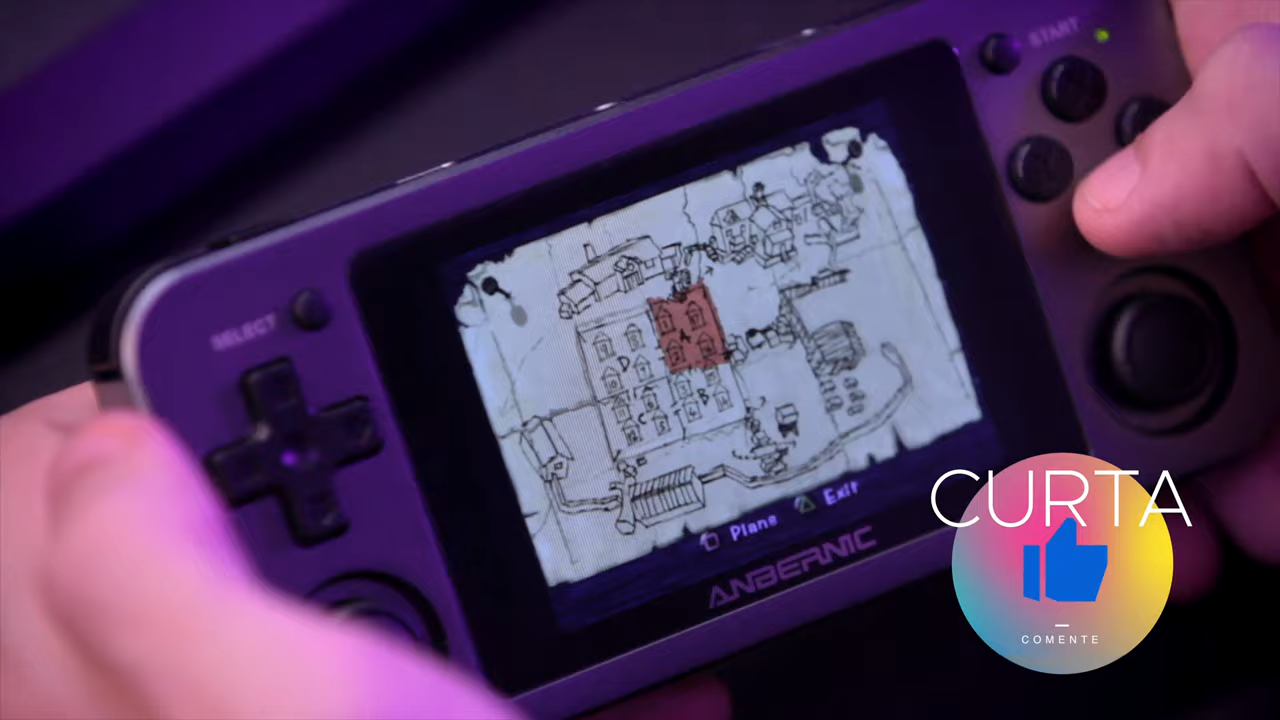 START
SELECT
A
D
C
B
Plane
Exit
ANBERNIC
CURTA
COMENTE